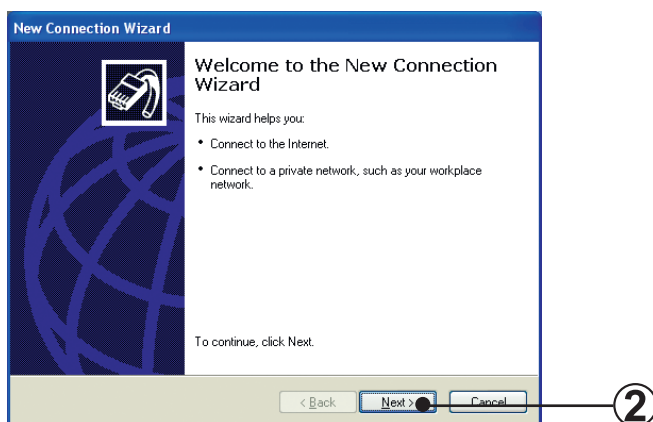 New Connection Wizard
Welcome to the New Connection
Wizard
This wizard helps you:
• Connect to the Internet.
• Connect to a private network, such as your workplace
network.
To continue, click Next.
< Back Next > Cancel
2